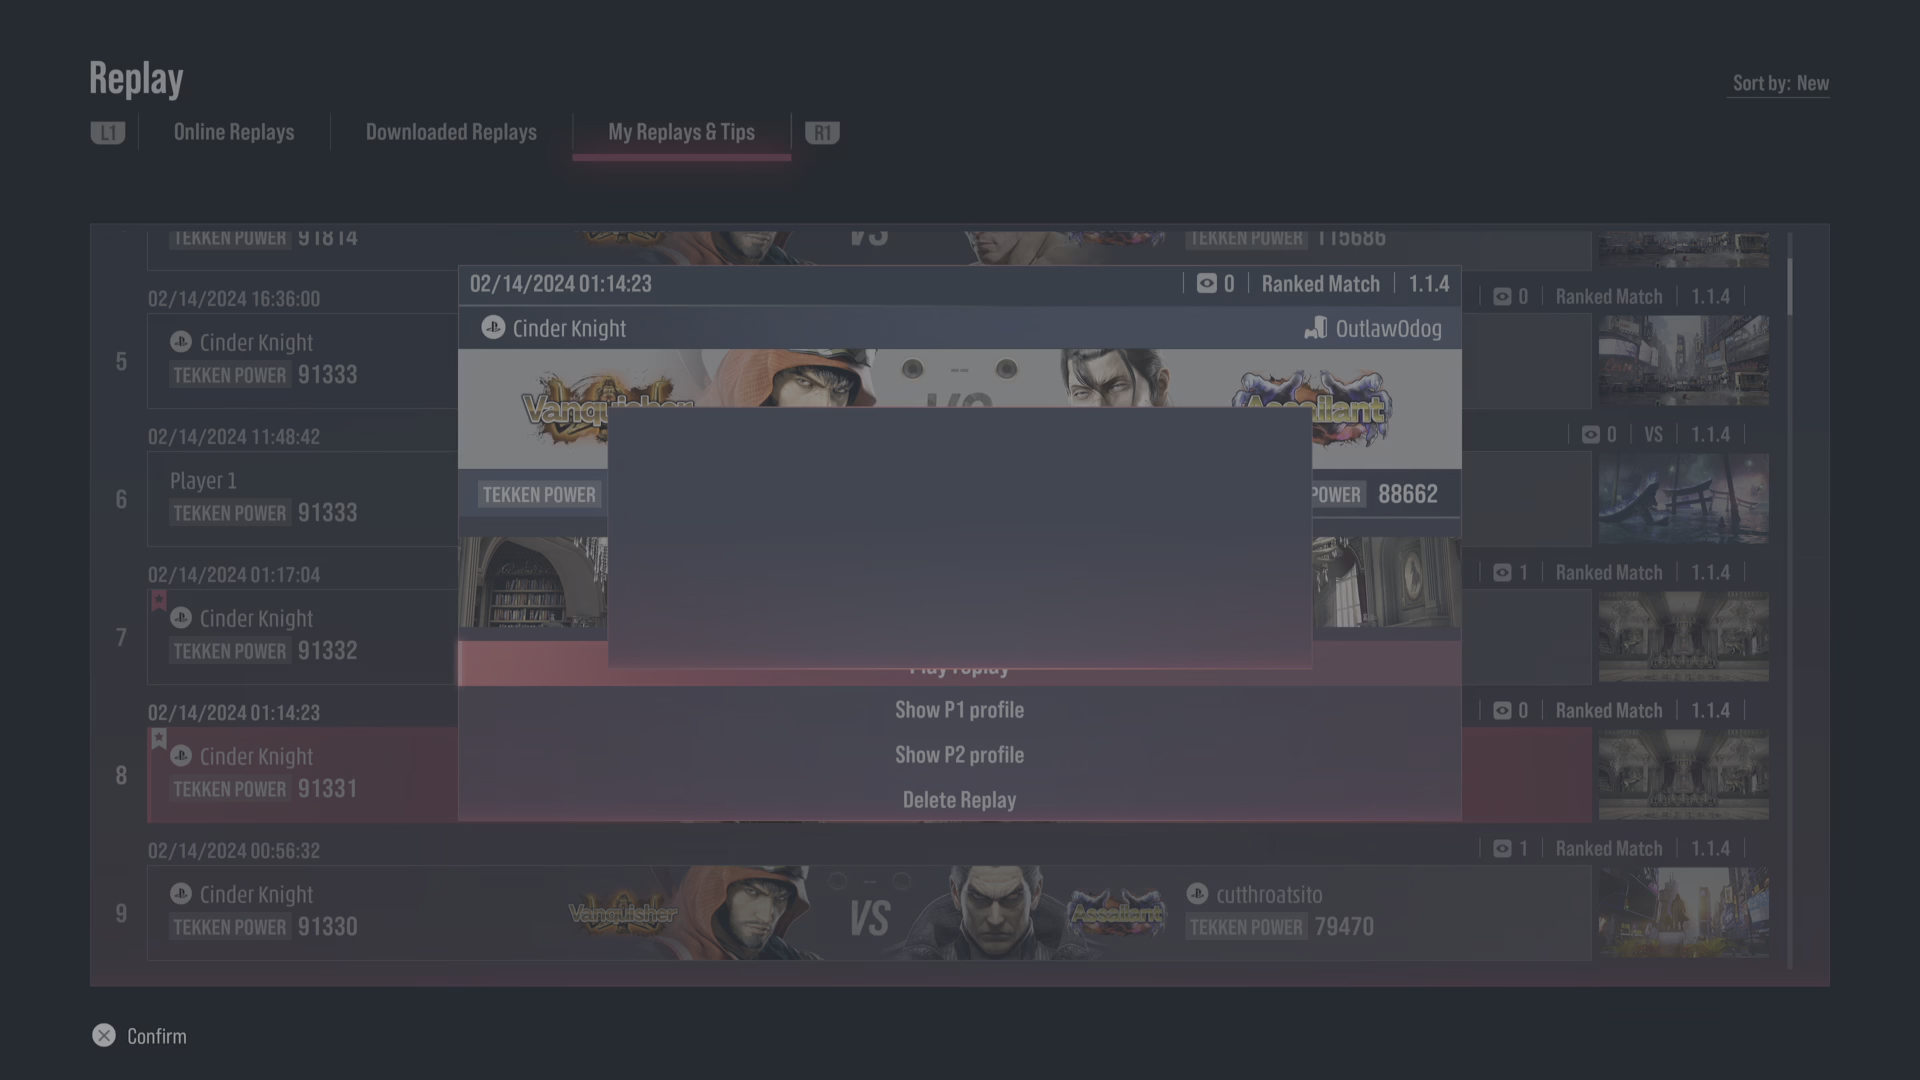 Replay
Sort by: New
L1
Online Replays
Downloaded Replays
My Replays & Tips
R1
TEKKEN POWER 91814
VS
TEKKEN POWER 115686
02/14/2024 16:36:00
0 Ranked Match 1.1.4
5
Cinder Knight
TEKKEN POWER 91333
02/14/2024 11:48:42
0 VS 1.1.4
6
Player 1
TEKKEN POWER 91333
02/14/2024 01:17:04
1 Ranked Match 1.1.4
7
Cinder Knight
TEKKEN POWER 91332
02/14/2024 01:14:23
0 Ranked Match 1.1.4
8
Cinder Knight
TEKKEN POWER 91331
02/14/2024 01:14:23
0 Ranked Match 1.1.4
Cinder Knight
OutlawOdog
Vanquisher
VS
Assailant
TEKKEN POWER
POWER 88662
Play replay
Show P1 profile
Show P2 profile
Delete Replay
02/14/2024 00:56:32
1 Ranked Match 1.1.4
9
Cinder Knight
TEKKEN POWER 91330
Vanquisher
VS
Assailant
cutthroatsito
TEKKEN POWER 79470
Confirm